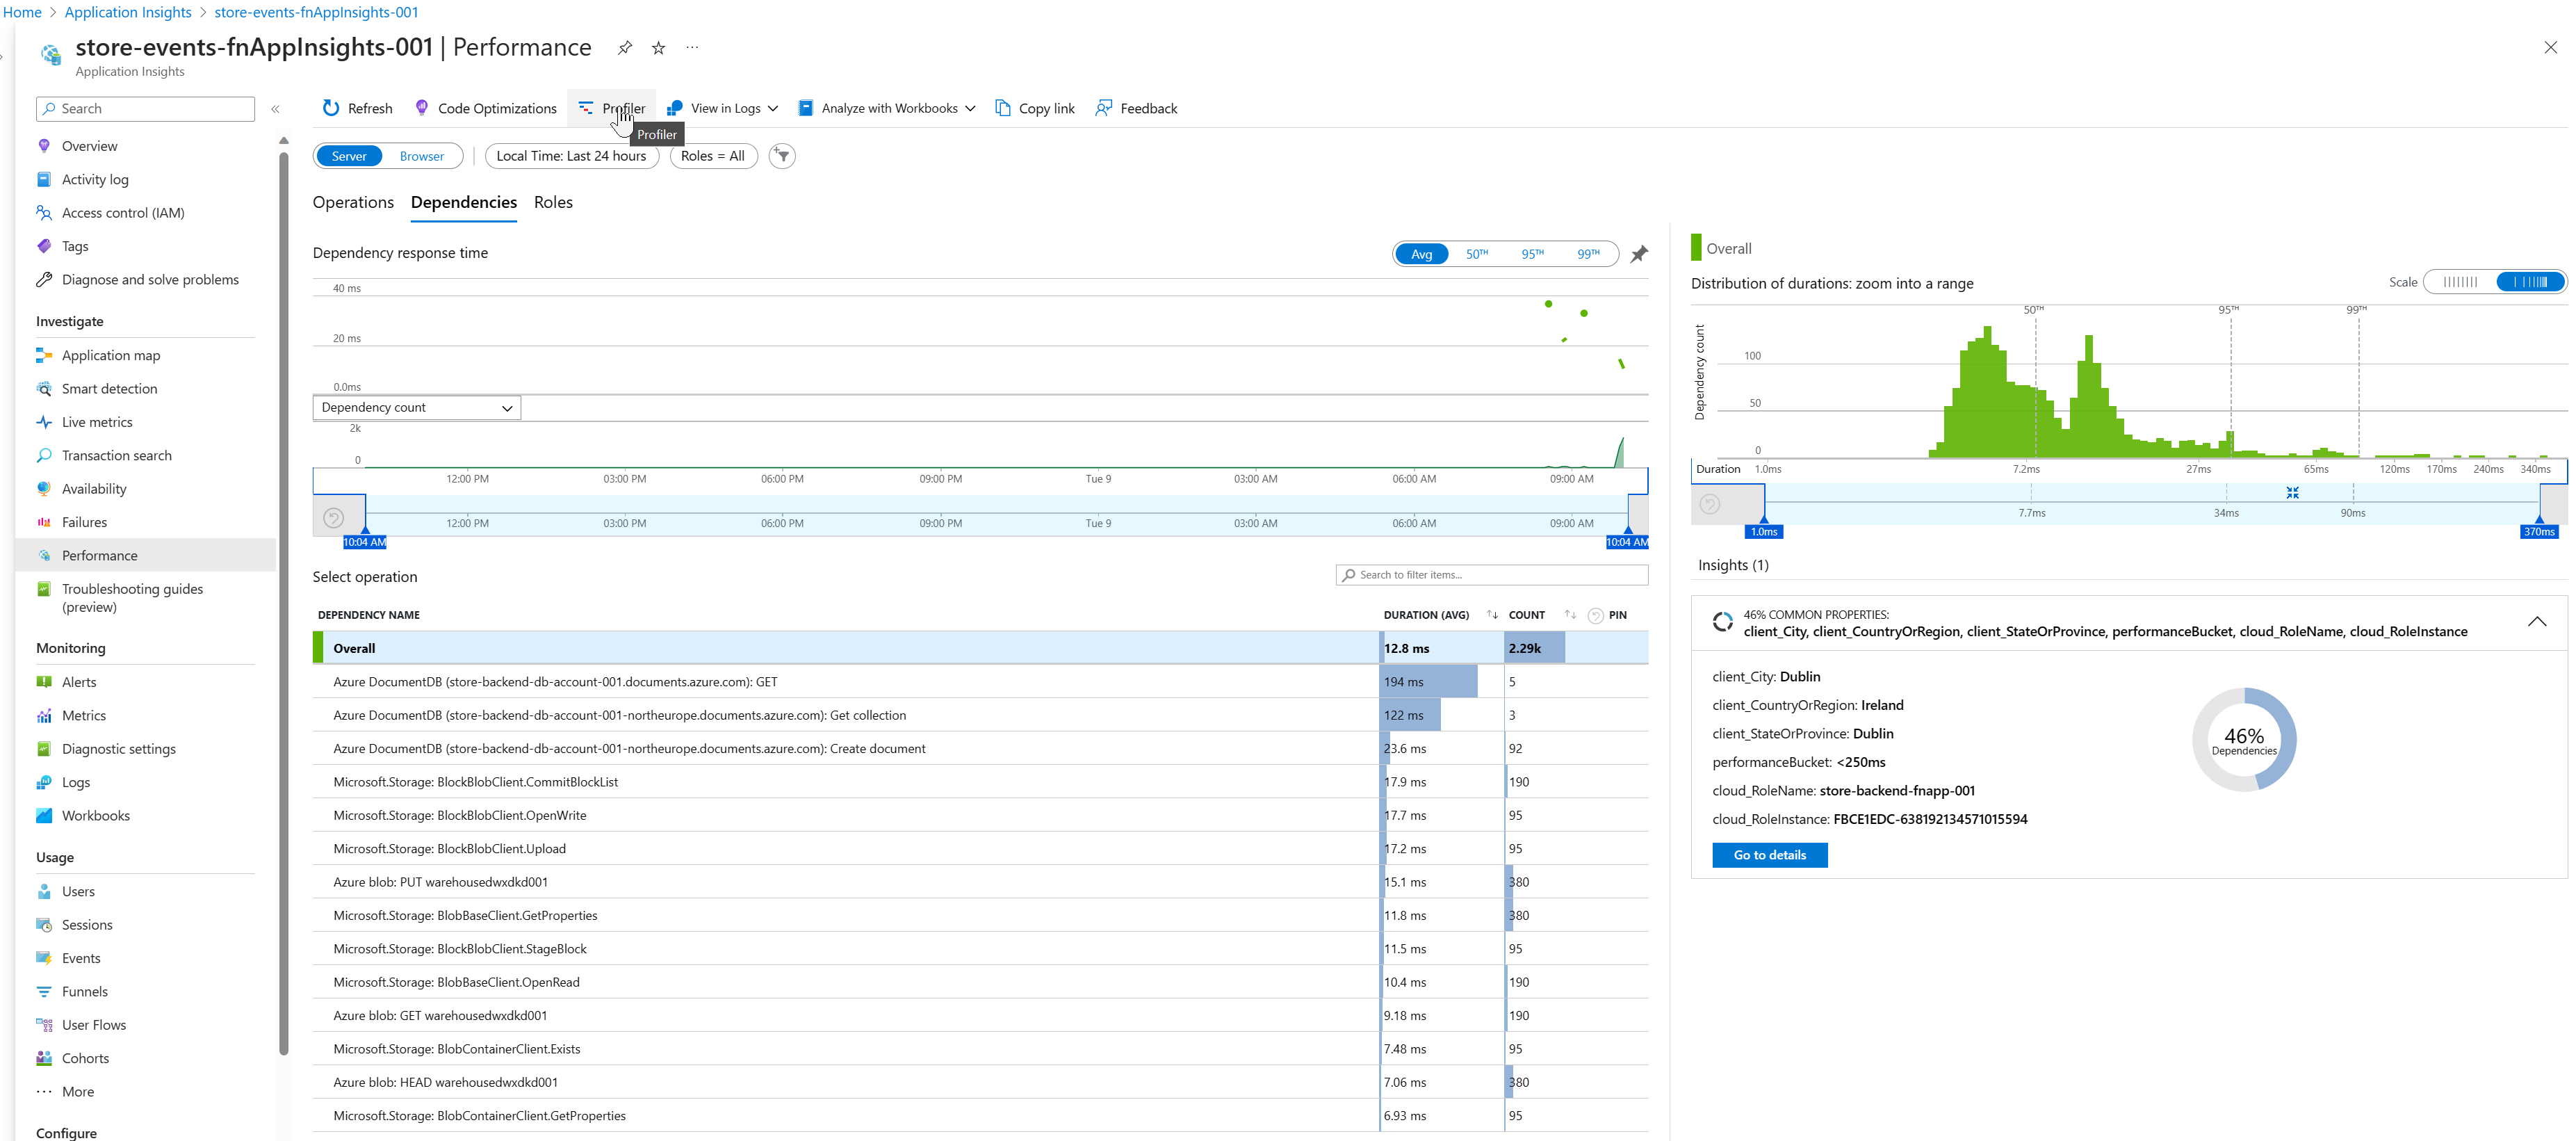 Home > Application Insights > store-events-fnAppInsights-001
store-events-fnAppInsights-001 | Performance
Application Insights
Search
Overview
Activity log
Access control (IAM)
Tags
Diagnose and solve problems
Investigate
Application map
Smart detection
Live metrics
Transaction search
Availability
Failures
Performance
Troubleshooting guides
(preview)
Monitoring
Alerts
Metrics
Diagnostic settings
Logs
Workbooks
Usage
Users
Sessions
Events
Funnels
User Flows
Cohorts
More
Configure
Refresh Code Optimizations Profiler View in Logs Analyze with Workbooks Copy link Feedback
Profiler
Server Browser Local Time: Last 24 hours Roles = All
Operations Dependencies Roles
Dependency response time Avg 50TH 95TH 99TH
40 ms
20 ms
0.0ms
Dependency count
2k
0
12:00 PM 03:00 PM 06:00 PM 09:00 PM Tue 9 03:00 AM 06:00 AM 09:00 AM
12:00 PM 03:00 PM 06:00 PM 09:00 PM Tue 9 03:00 AM 06:00 AM 09:00 AM
10:04 AM 10:04 AM
Select operation Search to filter items...
DEPENDENCY NAME DURATION (AVG) COUNT PIN
Overall 12.8 ms 2.29k
Azure DocumentDB (store-backend-db-account-001.documents.azure.com): GET 194 ms 5
Azure DocumentDB (store-backend-db-account-001-northeurope.documents.azure.com): Get collection 122 ms 3
Azure DocumentDB (store-backend-db-account-001-northeurope.documents.azure.com): Create document 23.6 ms 92
Microsoft.Storage: BlockBlobClient.CommitBlockList 17.9 ms 190
Microsoft.Storage: BlockBlobClient.OpenWrite 17.7 ms 95
Microsoft.Storage: BlockBlobClient.Upload 17.2 ms 95
Azure blob: PUT warehousedwxdkd001 15.1 ms 380
Microsoft.Storage: BlobBaseClient.GetProperties 11.8 ms 380
Microsoft.Storage: BlockBlobClient.StageBlock 11.5 ms 95
Microsoft.Storage: BlobBaseClient.OpenRead 10.4 ms 190
Azure blob: GET warehousedwxdkd001 9.18 ms 190
Microsoft.Storage: BlobContainerClient.Exists 7.48 ms 95
Azure blob: HEAD warehousedwxdkd001 7.06 ms 380
Microsoft.Storage: BlobContainerClient.GetProperties 6.93 ms 95
Overall
Distribution of durations: zoom into a range Scale
50TH 95TH 99TH
Dependency count
100
50
0
Duration 1.0ms 7.2ms 27ms 65ms 120ms 170ms 240ms 340ms
7.7ms 34ms 90ms
1.0ms 370ms
Insights (1)
46% COMMON PROPERTIES:
client_City, client_CountryOrRegion, client_StateOrProvince, performanceBucket, cloud_RoleName, cloud_RoleInstance
client_City: Dublin
client_CountryOrRegion: Ireland
client_StateOrProvince: Dublin
performanceBucket: <250ms
cloud_RoleName: store-backend-fnapp-001
cloud_RoleInstance: FBCE1EDC-638192134571015594
46%
Dependencies
Go to details